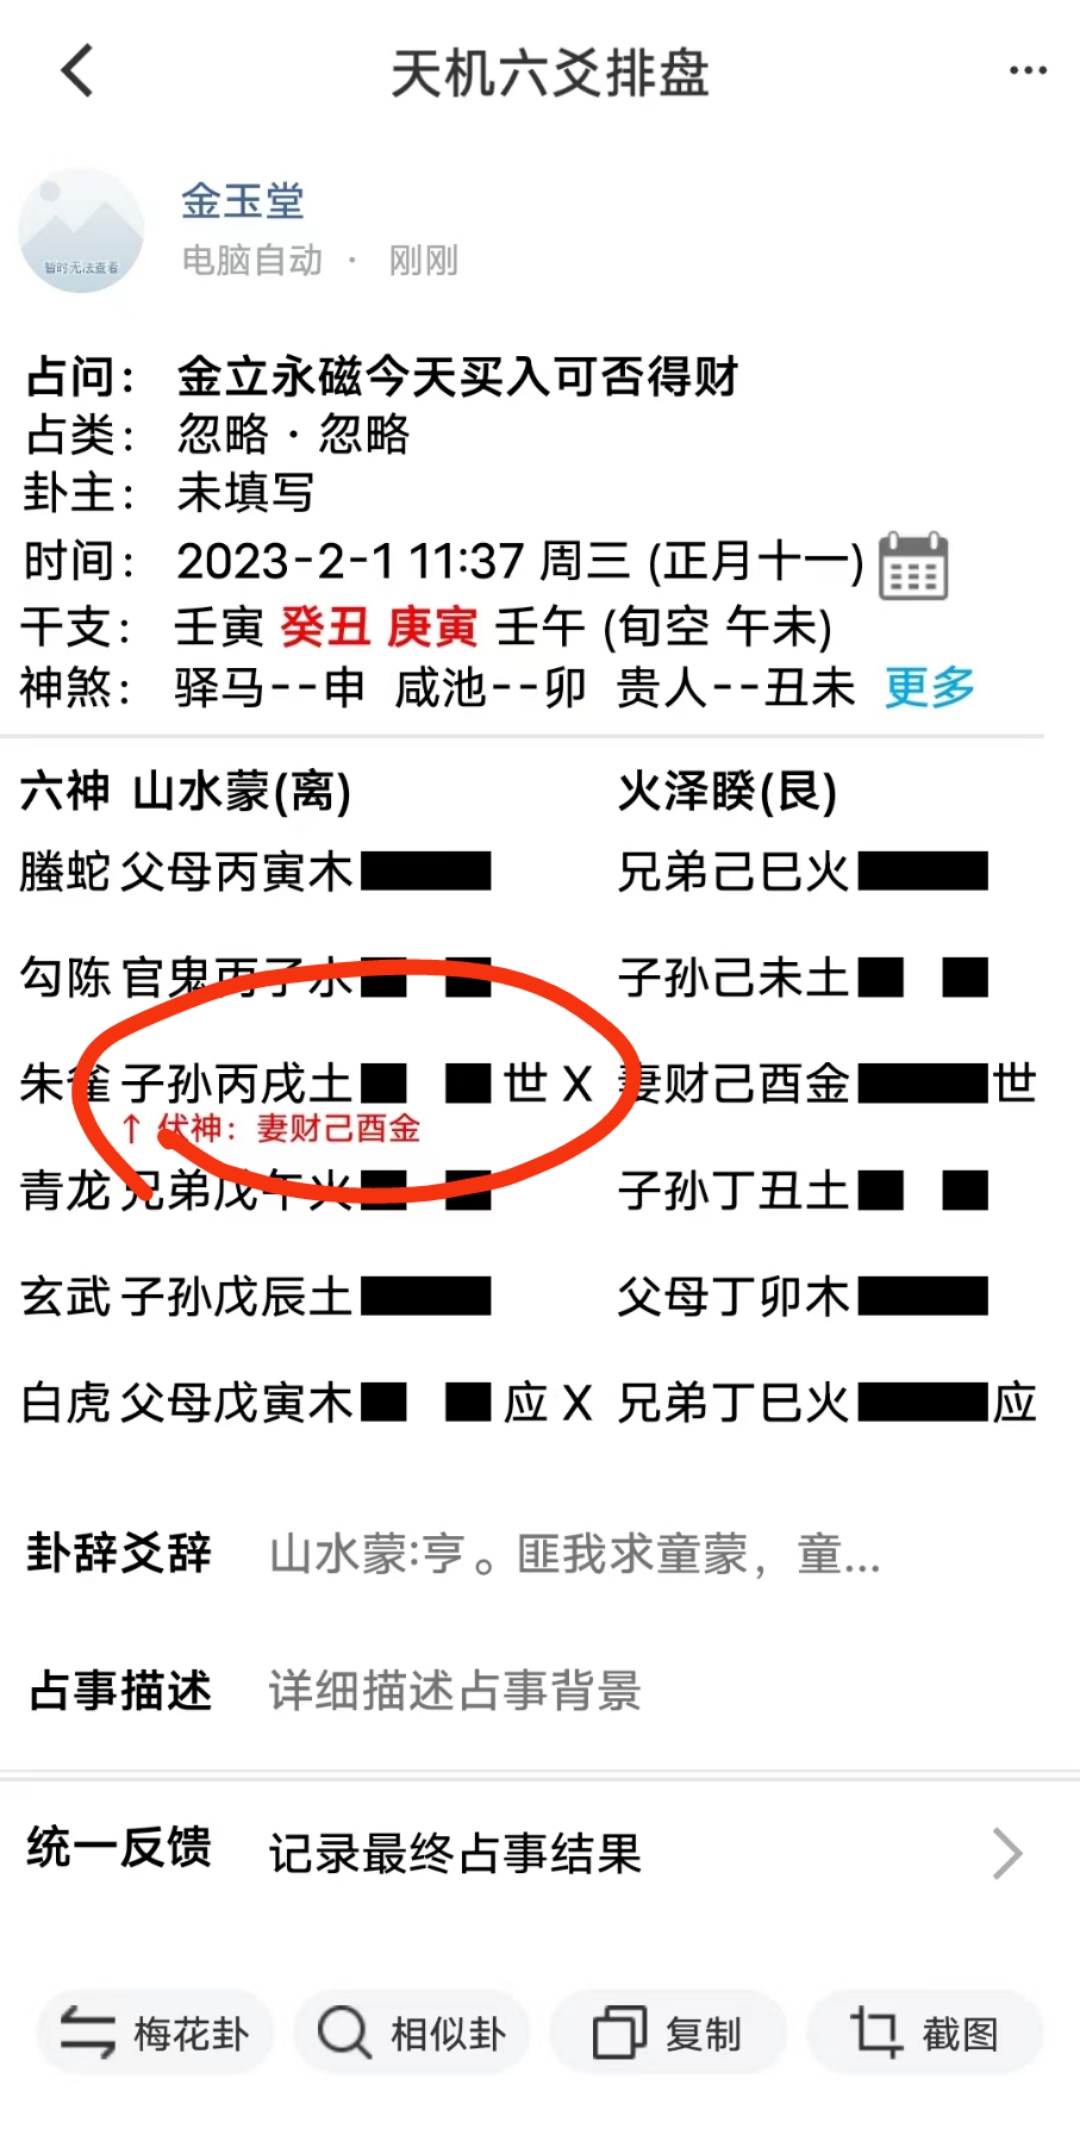 天机六爻排盘
金玉堂
暂时无法查看
电脑自动 · 刚刚
占问： 金立永磁今天买入可否得财
占类： 忽略 · 忽略
卦主： 未填写
时间： 2023-2-1 11:37 周三 (正月十一)
干支： 壬寅 癸丑 庚寅 壬午 (旬空 午未)
神煞： 驿马--申 咸池--卯 贵人--丑未 更多
六神 山水蒙(离) 火泽睽(艮)
螣蛇 父母丙寅木 兄弟己巳火
勾陈 官鬼丙子水 子孙己未土
朱雀 子孙丙戌土 世 X 妻财己酉金 世
↑ 伏神：妻财己酉金
青龙 兄弟戊午火 子孙丁丑土
玄武 子孙戊辰土 父母丁卯木
白虎 父母戊寅木 应 X 兄弟丁巳火 应
卦辞爻辞 山水蒙:亨。匪我求童蒙，童...
占事描述 详细描述占事背景
统一反馈 记录最终占事结果
梅花卦 相似卦 复制 截图